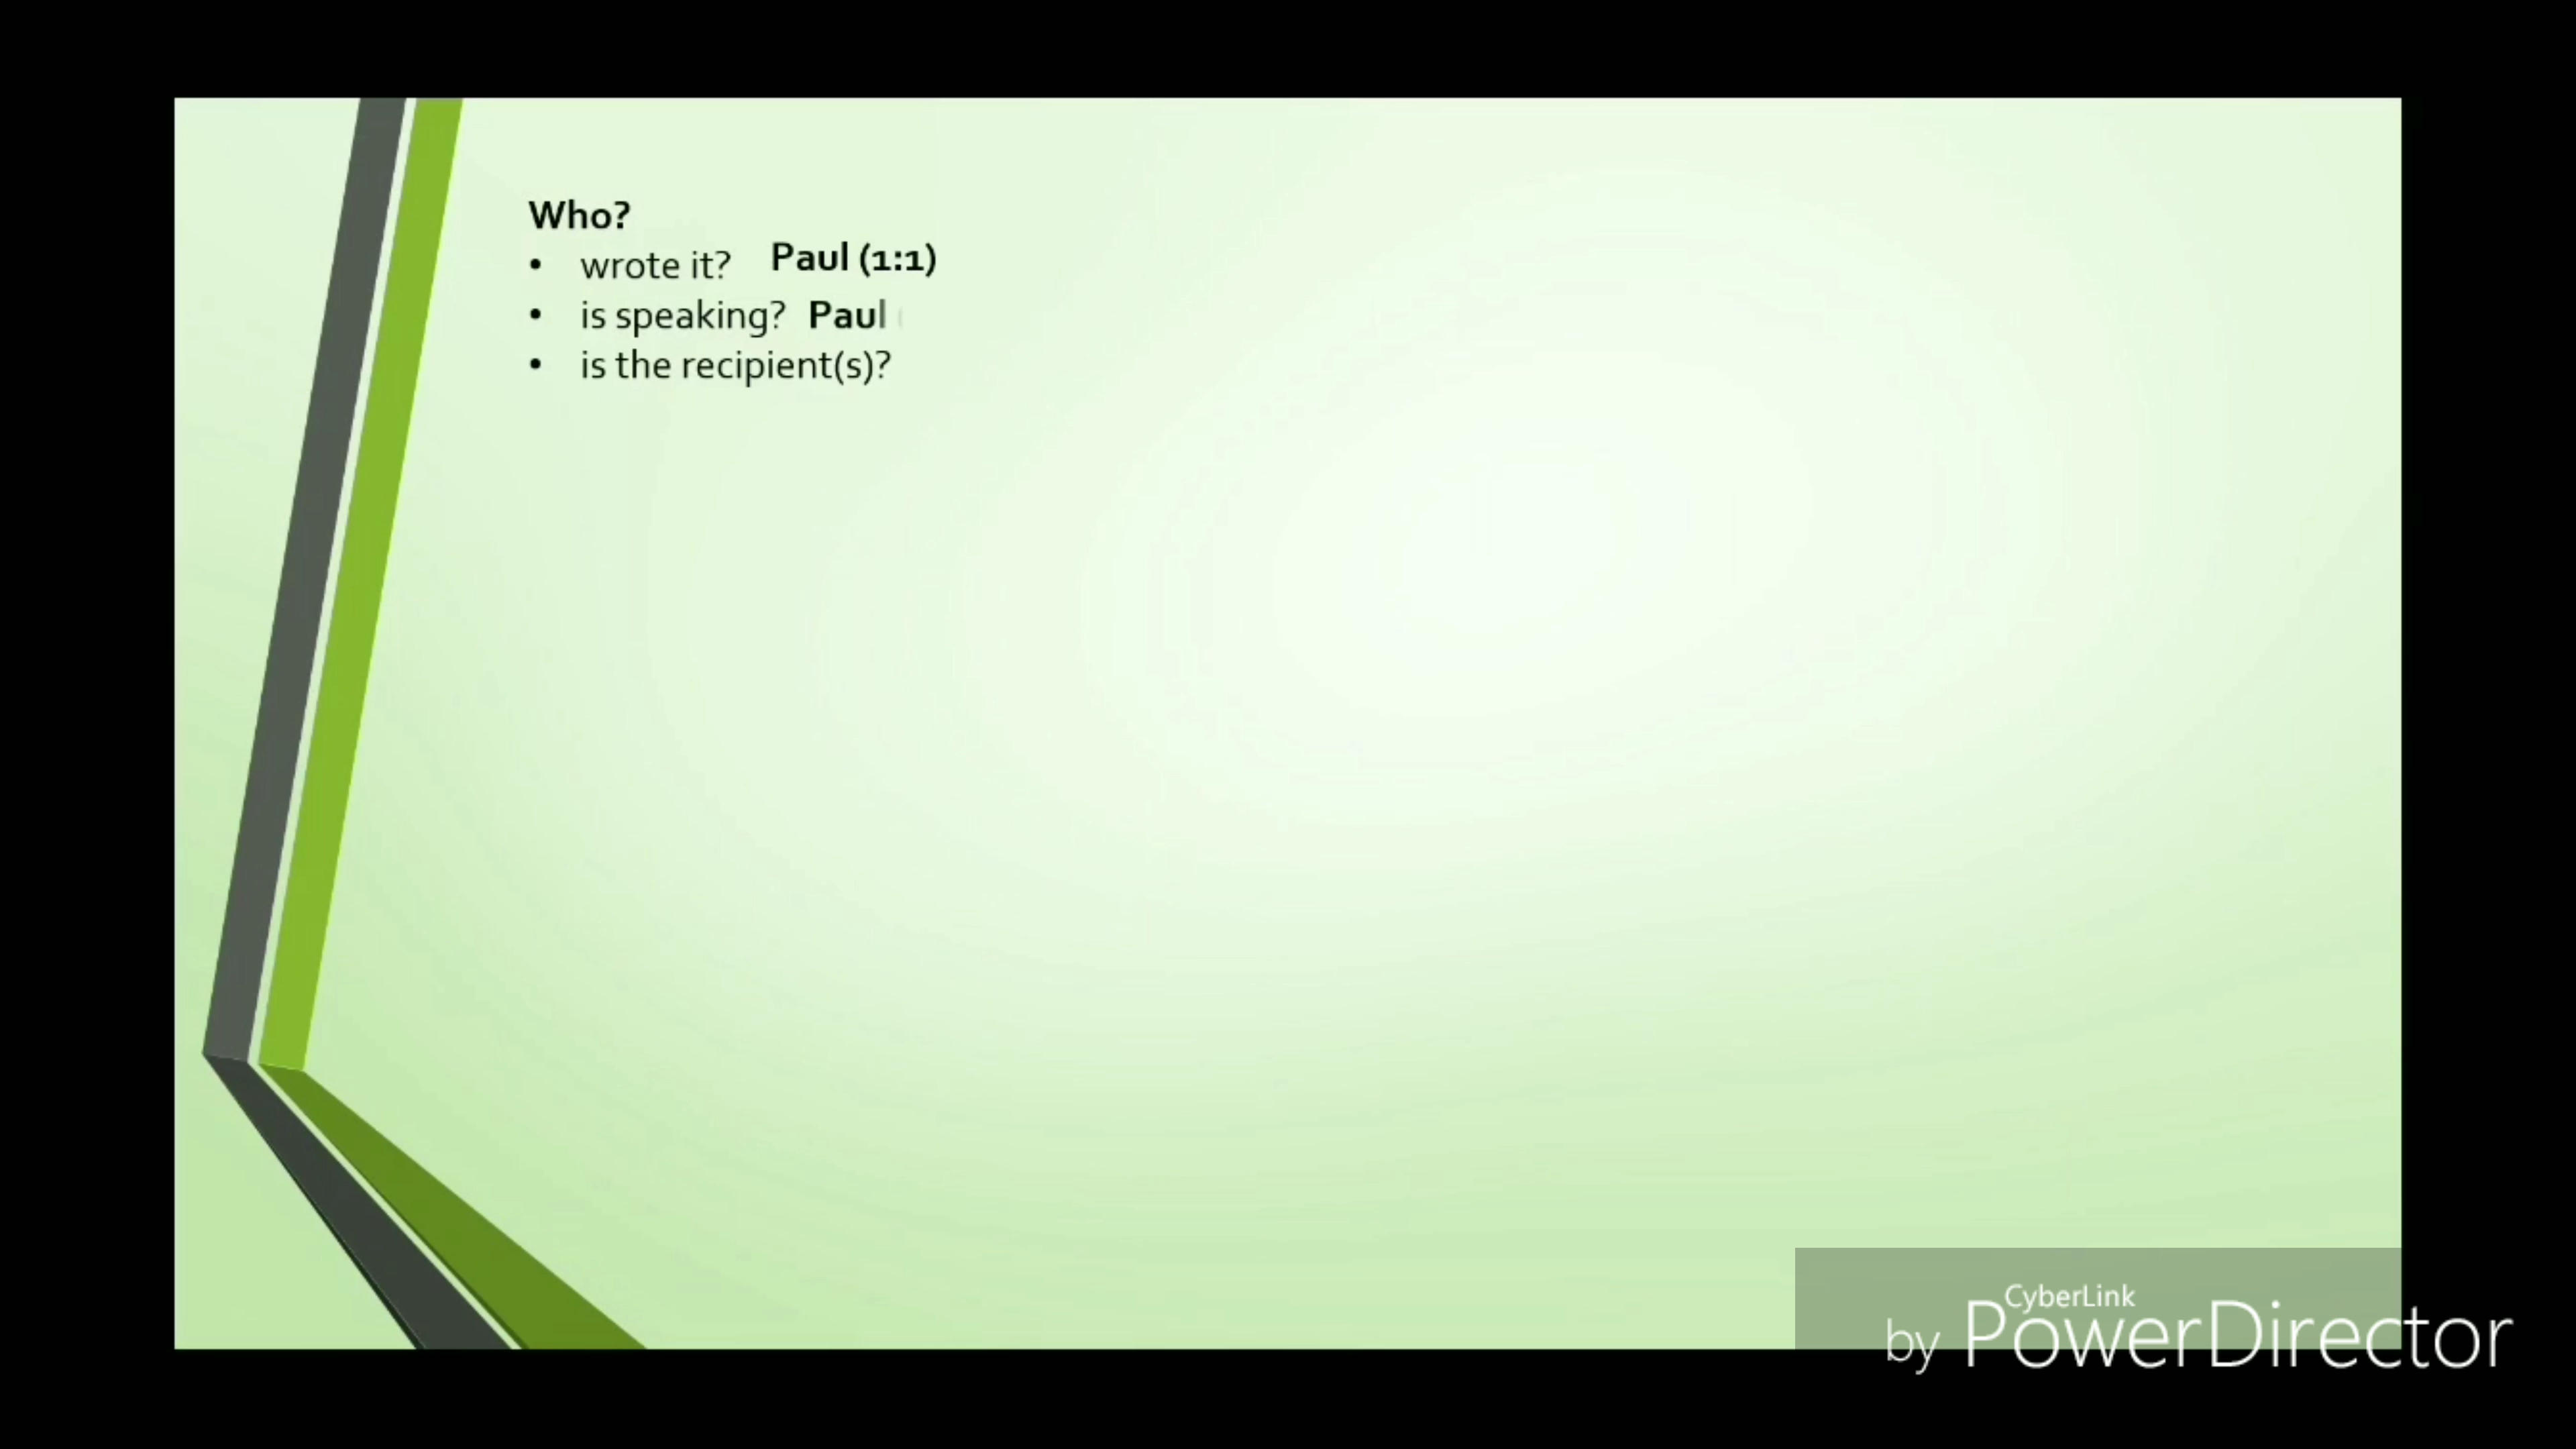 Who?
• wrote it? Paul (1:1)
• is speaking? Paul
• is the recipient(s)?
CyberLink
by PowerDirector